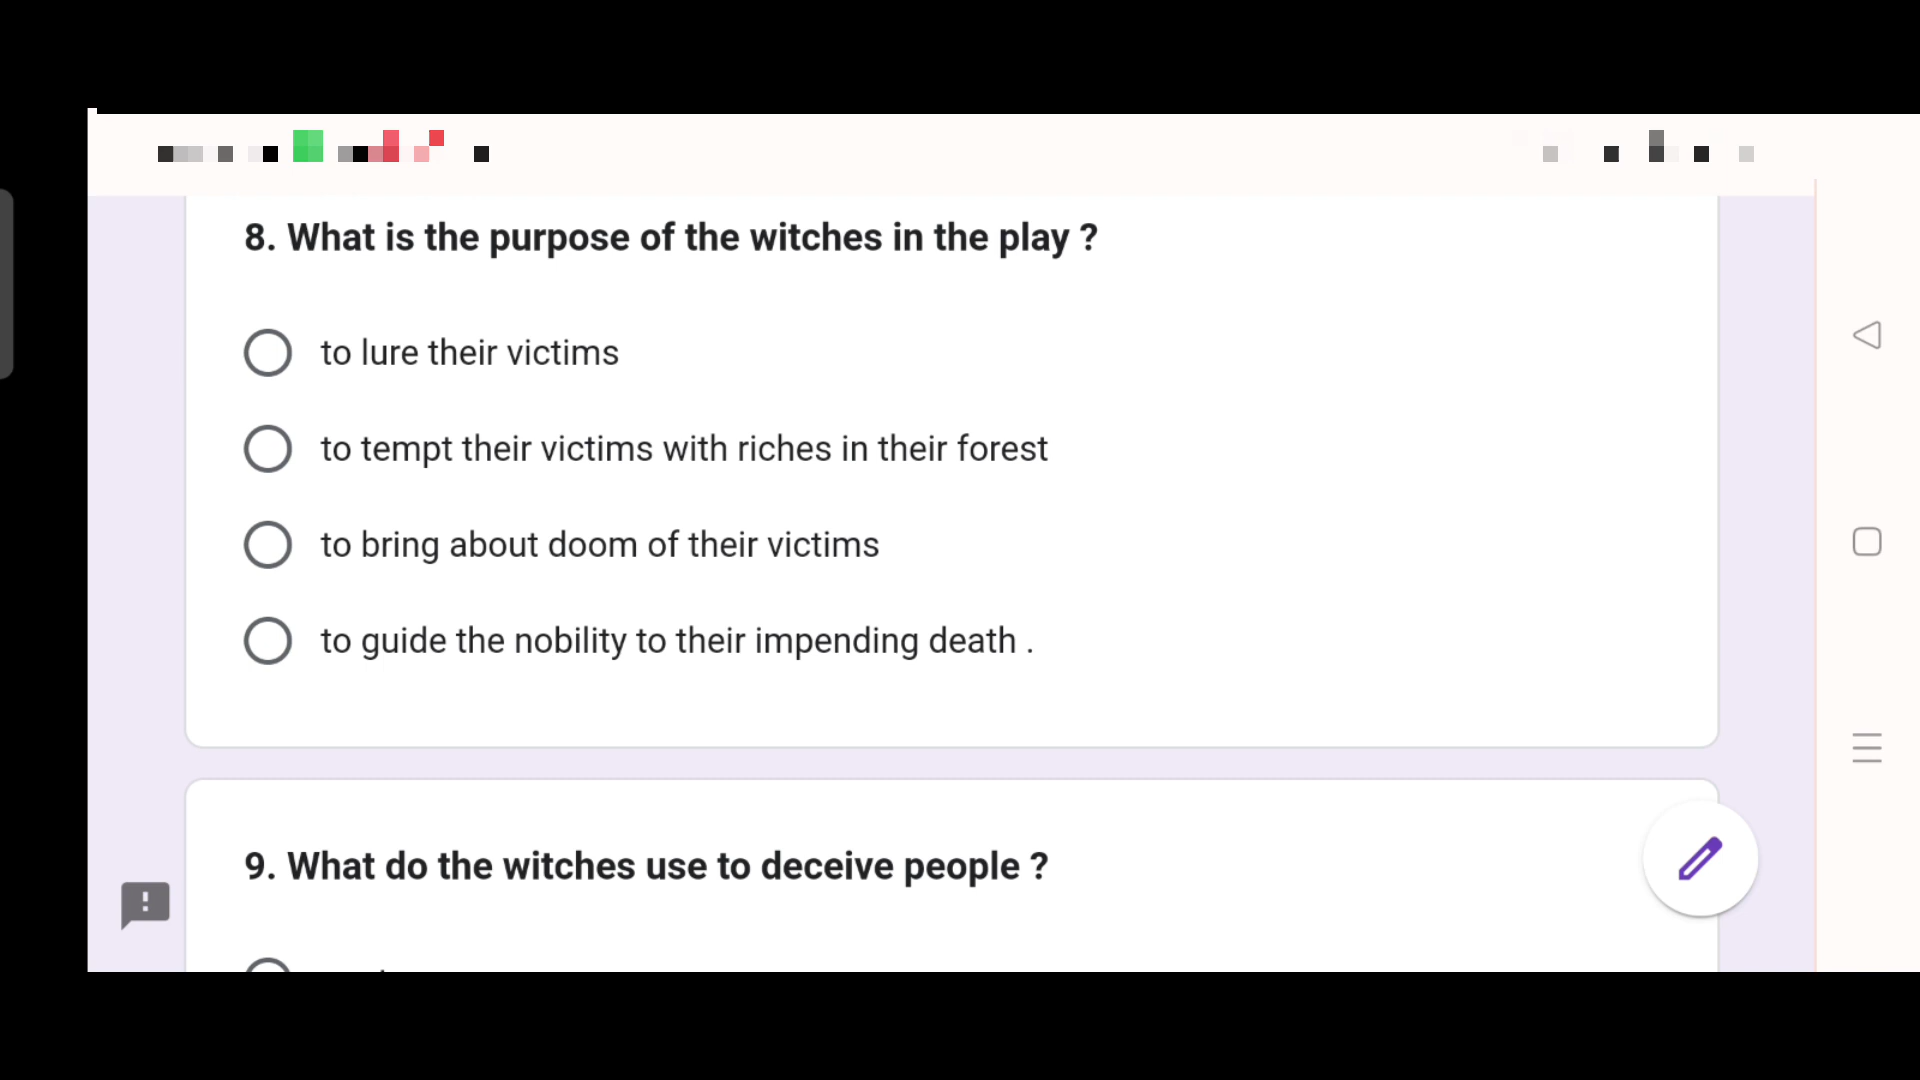 8. What is the purpose of the witches in the play ?
to lure their victims
to tempt their victims with riches in their forest
to bring about doom of their victims
to guide the nobility to their impending death .
9. What do the witches use to deceive people ?